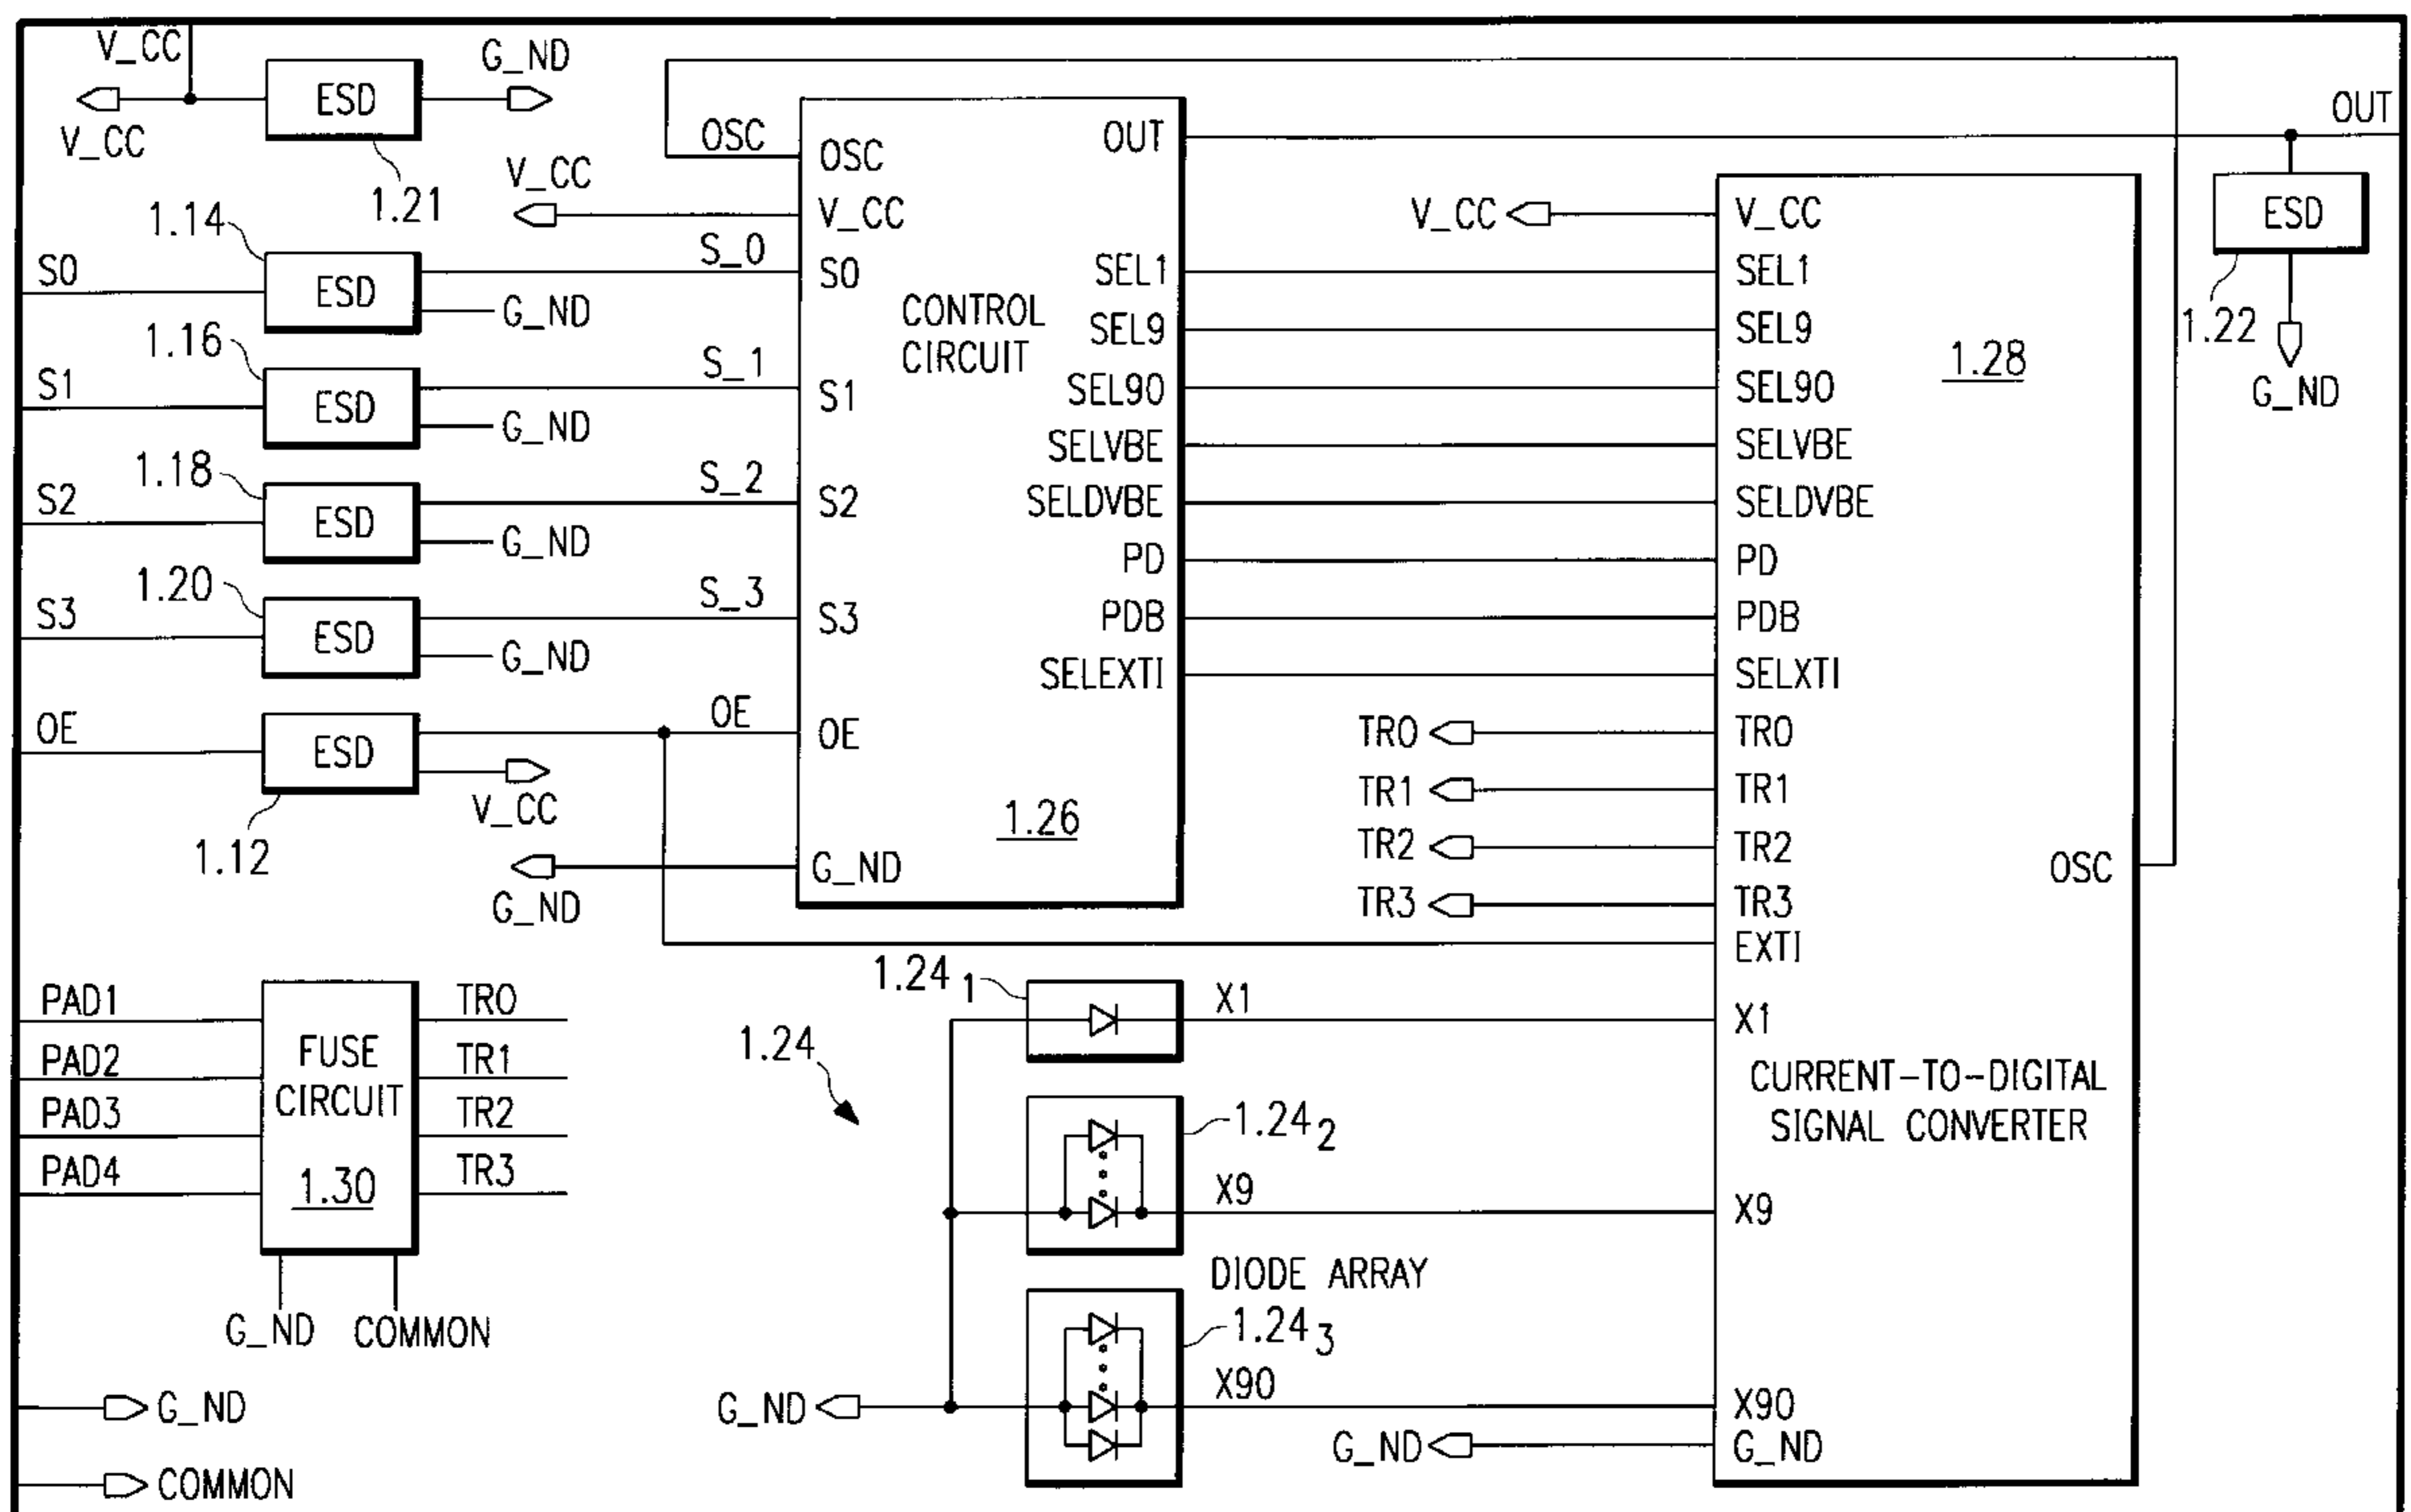 V_CC
V_CC
ESD
G_ND
1.21
OSC
V_CC
1.14
S0
ESD
S_0
G_ND
1.16
S1
ESD
S_1
G_ND
1.18
S2
ESD
S_2
G_ND
1.20
S3
ESD
S_3
G_ND
OE
ESD
OE
V_CC
1.12
G_ND
OSC
V_CC
S0
S1
S2
S3
OE
G_ND
CONTROL
CIRCUIT
1.26
OUT
SEL1
SEL9
SEL90
SELVBE
SELDVBE
PD
PDB
SELEXTI
OUT
ESD
1.22
G_ND
V_CC
TR0
TR1
TR2
TR3
V_CC
SEL1
SEL9
SEL90
SELVBE
SELDVBE
PD
PDB
SELXTI
TR0
TR1
TR2
TR3
EXTI
X1
X9
X90
G_ND
1.28
OSC
CURRENT-TO-DIGITAL
SIGNAL CONVERTER
PAD1
PAD2
PAD3
PAD4
FUSE
CIRCUIT
1.30
TR0
TR1
TR2
TR3
G_ND
COMMON
G_ND
COMMON
1.24
1.24 1
X1
1.24 2
X9
DIODE ARRAY
1.24 3
X90
G_ND
G_ND